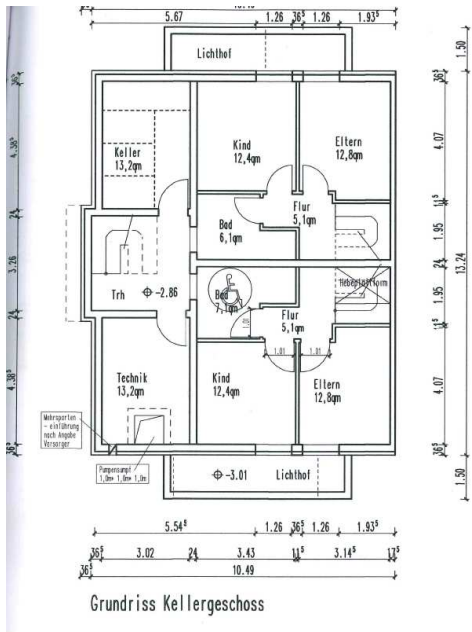 5.67
1.26
36⁵
1.26
1.93⁵
Lichthof
1.50
36⁵
36⁵
Keller
13,2qm
Kind
12,4qm
Eltern
12,8qm
4.38⁵
4.07
Flur
5,1qm
Bad
6,1qm
11⁵
24
1.95
3.26
24
13.24
Trh
-2.86
Bad
7,1qm
Hebeplattform
1.95
Flur
5,1qm
24
11⁵
1.01
1.01
Technik
13,2qm
Kind
12,4qm
Eltern
12,8qm
4.38⁵
4.07
Mehrsparten
- einführung
nach Angabe
Versorger
Pumpensumpf
1,0m* 1,0m* 1,0m
36⁵
36⁵
-3.01
Lichthof
1.50
5.54⁵
1.26
36⁵
1.26
1.93⁵
36⁵
3.02
24
3.43
11⁵
3.14⁵
17⁵
36⁵
10.49
Grundriss Kellergeschoss